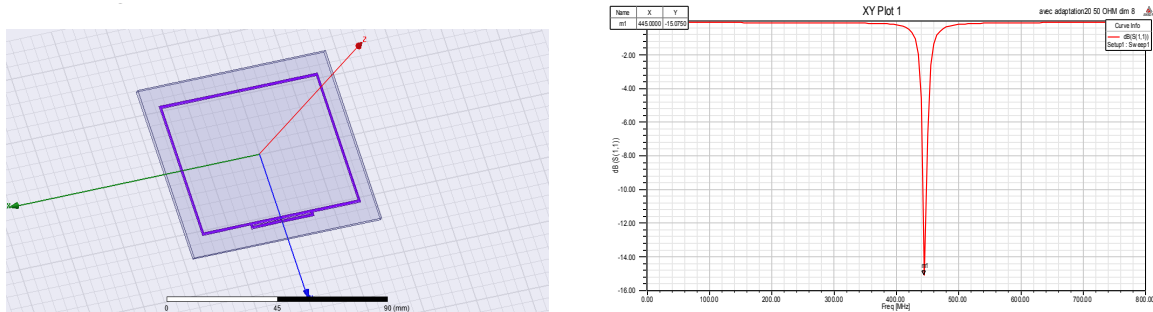 Z
0
45
90 (mm)
Name X Y
m1 445.0000 -15.0750
XY Plot 1
avec adaptation20 50 OHM dim 8
Curve Info
dB(S(1,1))
Setup1 : Sweep1
-2.00
-4.00
-6.00
-8.00
-10.00
-12.00
-14.00
-16.00
dB(S(1,1))
m1
0.00 100.00 200.00 300.00 400.00 500.00 600.00 700.00 800.00
Freq [MHz]